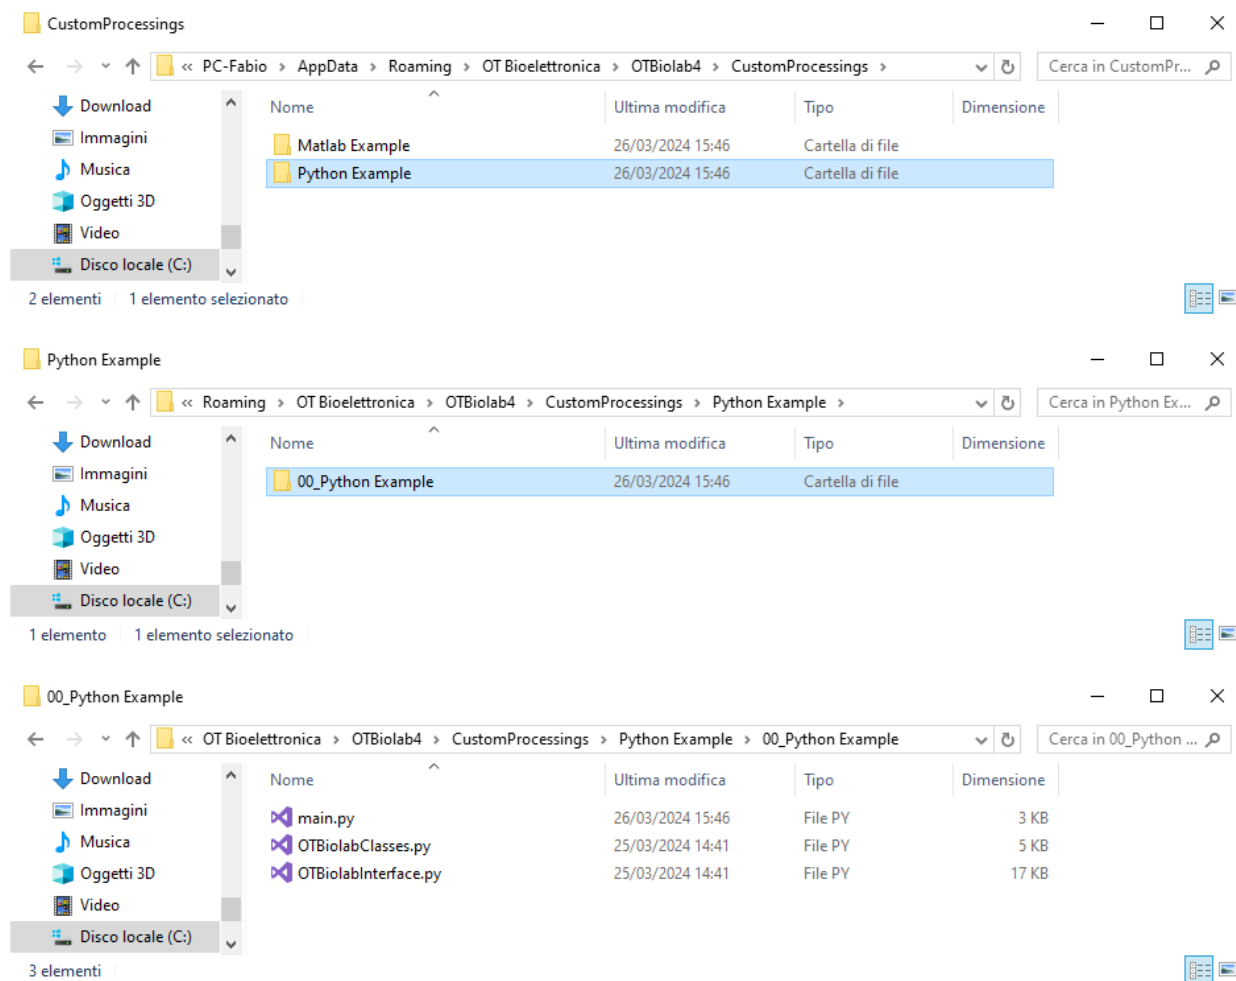 CustomProcessings
« PC-Fabio > AppData > Roaming > OT Bioelettronica > OTBiolab4 > CustomProcessings >
Cerca in CustomPr...
Download
Nome Ultima modifica Tipo Dimensione
Immagini
Matlab Example 26/03/2024 15:46 Cartella di file
Musica
Python Example 26/03/2024 15:46 Cartella di file
Oggetti 3D
Video
Disco locale (C:)
2 elementi 1 elemento selezionato
Python Example
« Roaming > OT Bioelettronica > OTBiolab4 > CustomProcessings > Python Example >
Cerca in Python Ex...
Download
Nome Ultima modifica Tipo Dimensione
Immagini
00_Python Example 26/03/2024 15:46 Cartella di file
Musica
Oggetti 3D
Video
Disco locale (C:)
1 elemento 1 elemento selezionato
00_Python Example
« OT Bioelettronica > OTBiolab4 > CustomProcessings > Python Example > 00_Python Example
Cerca in 00_Python ...
Download
Nome Ultima modifica Tipo Dimensione
Immagini
main.py 26/03/2024 15:46 File PY 3 KB
Musica
OTBiolabClasses.py 25/03/2024 14:41 File PY 5 KB
Oggetti 3D
OTBiolabInterface.py 25/03/2024 14:41 File PY 17 KB
Video
Disco locale (C:)
3 elementi